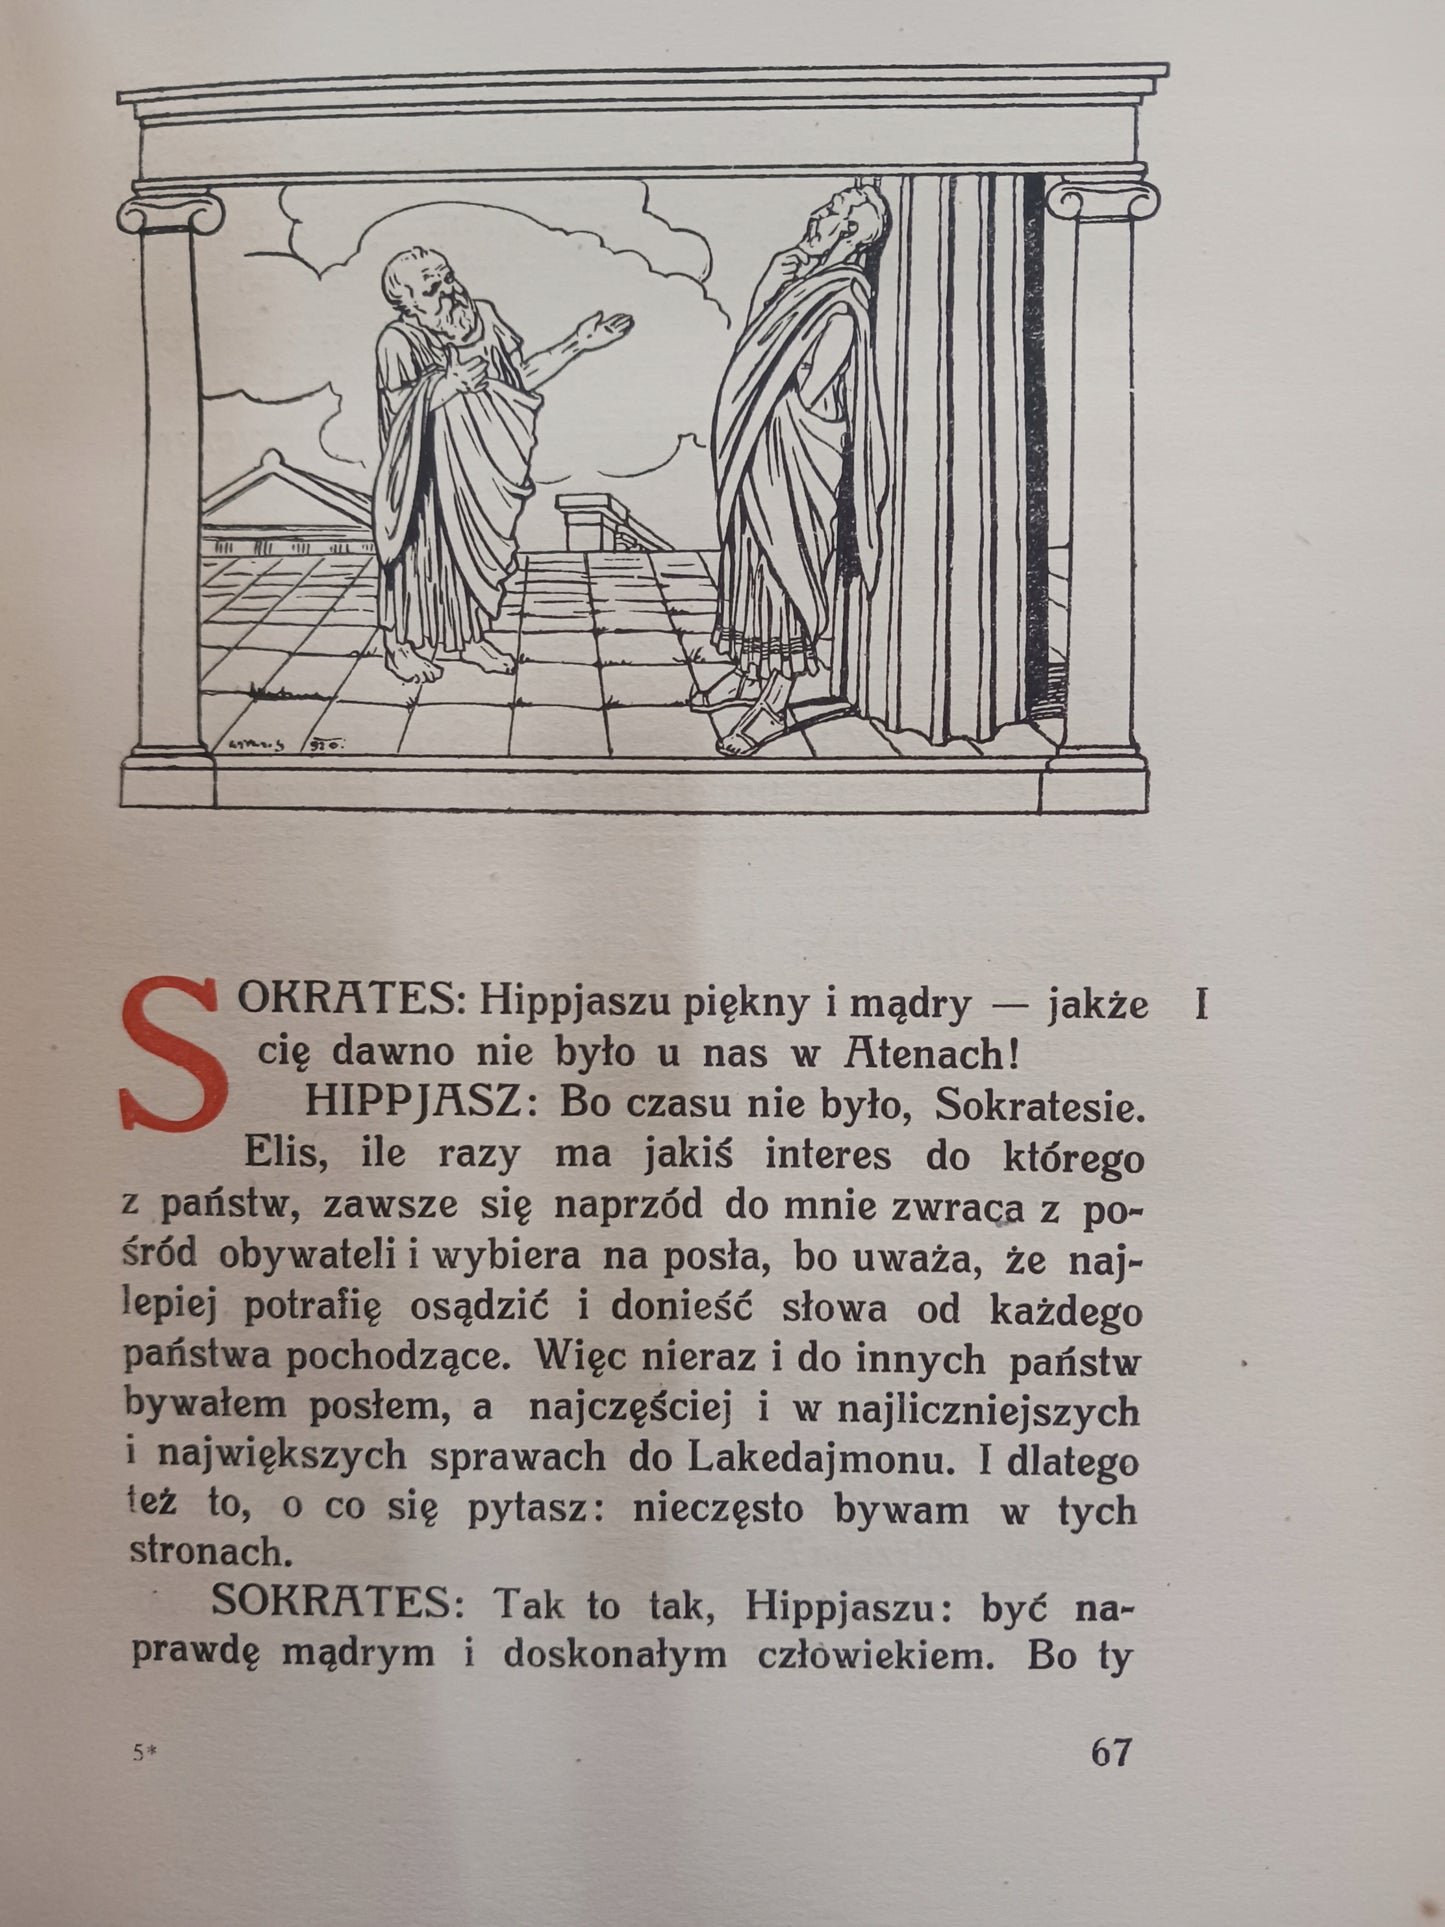 920.
SOKRATES: Hippjaszu piękny i mądry — jakże I
cię dawno nie było u nas w Atenach!
HIPPJASZ: Bo czasu nie było, Sokratesie.
Elis, ile razy ma jakiś interes do którego
z państw, zawsze się naprzód do mnie zwraca z po-
śród obywateli i wybiera na posła, bo uważa, że naj-
lepiej potrafię osądzić i donieść słowa od każdego
państwa pochodzące. Więc nieraz i do innych państw
bywałem posłem, a najczęściej i w najliczniejszych
i największych sprawach do Lakedajmonu. I dlatego
też to, o co się pytasz: nieczęsto bywam w tych
stronach.
SOKRATES: Tak to tak, Hippjaszu: być na-
prawdę mądrym i doskonałym człowiekiem. Bo ty
5* 67